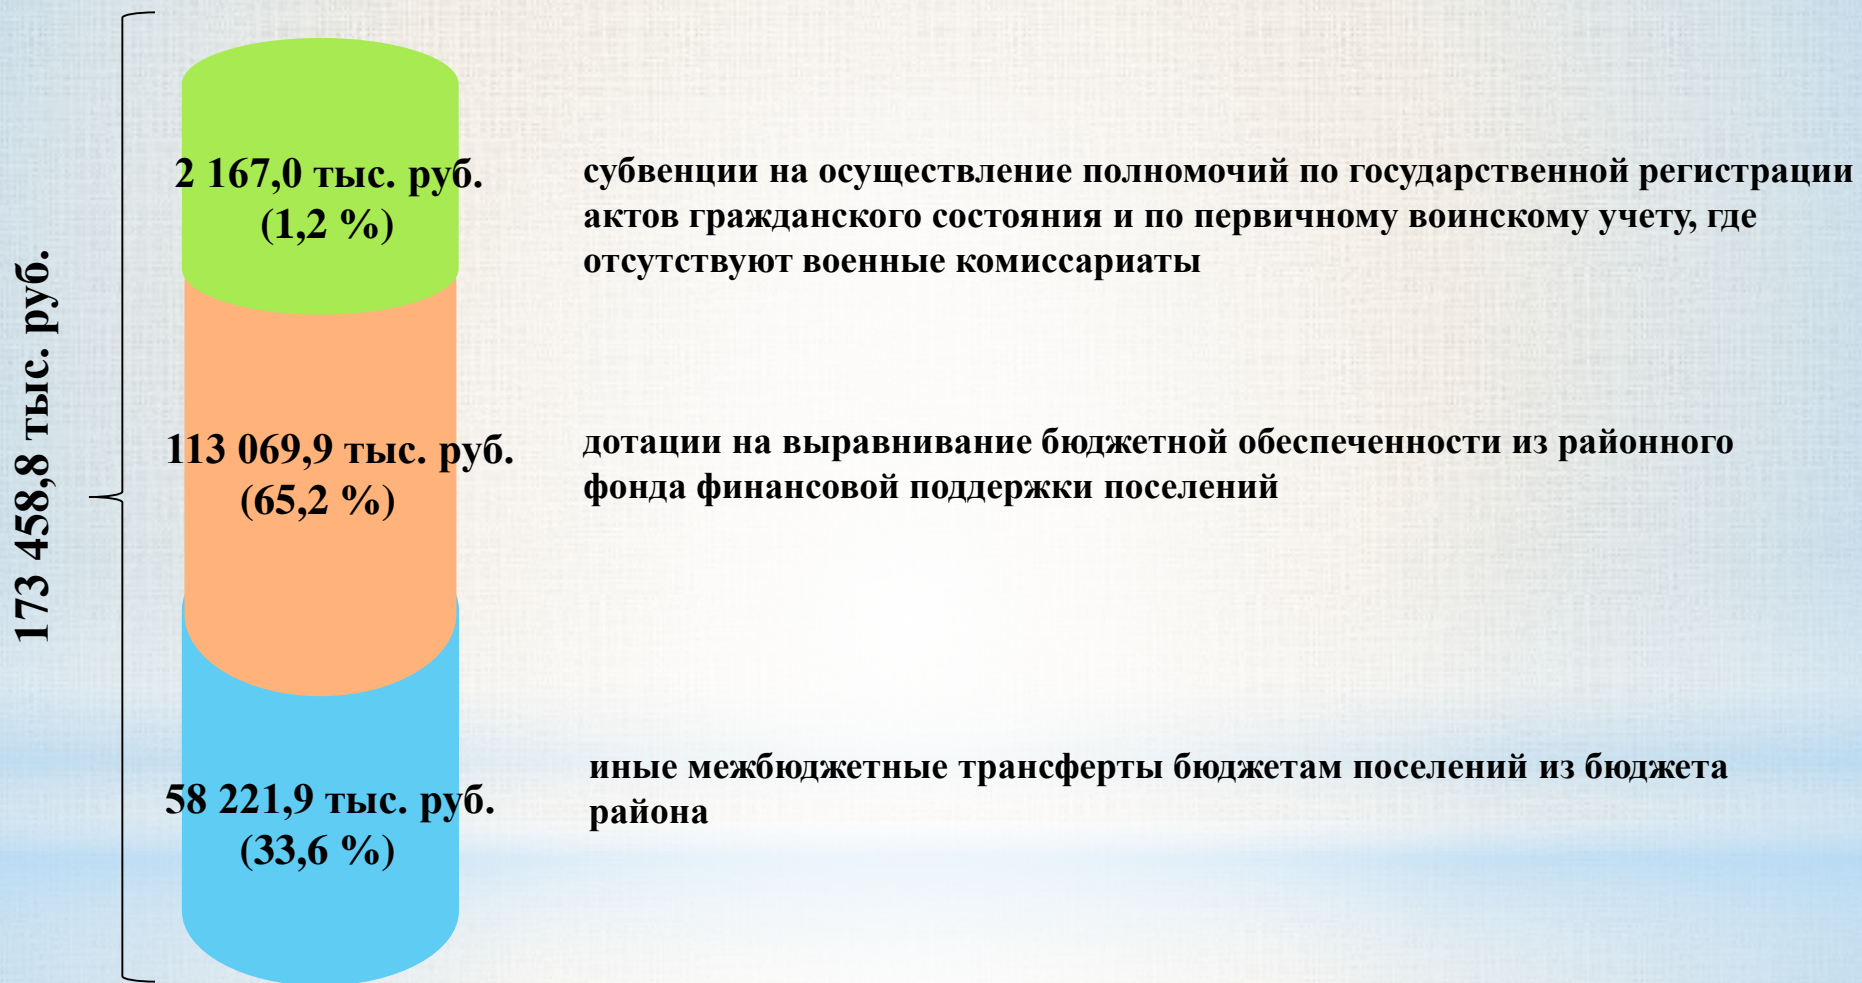 173 458,8 тыс. руб.
2 167,0 тыс. руб.
(1,2 %)
субвенции на осуществление полномочий по государственной регистрации
актов гражданского состояния и по первичному воинскому учету, где
отсутствуют военные комиссариаты
113 069,9 тыс. руб.
(65,2 %)
дотации на выравнивание бюджетной обеспеченности из районного
фонда финансовой поддержки поселений
58 221,9 тыс. руб.
(33,6 %)
иные межбюджетные трансферты бюджетам поселений из бюджета
района